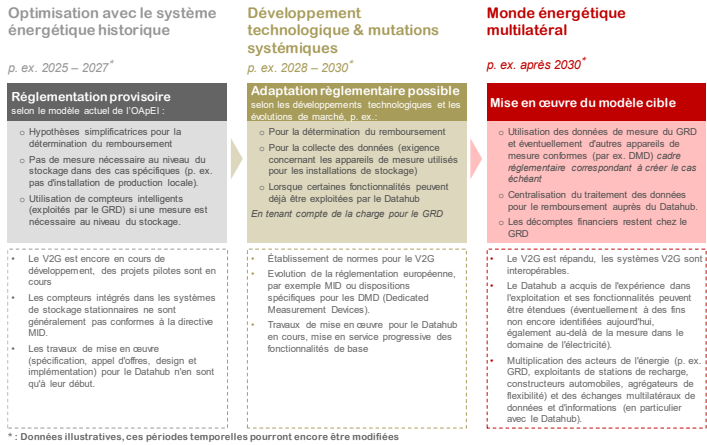 Optimisation avec le système
énergétique historique
p. ex. 2025 – 2027*
Réglementation provisoire
selon le modèle actuel de l'OApEl :
o Hypothèses simplificatrices pour la
détermination du remboursement
o Pas de mesure nécessaire au niveau du
stockage dans des cas spécifiques (p. ex.
pas d'installation de production locale).
o Utilisation de compteurs intelligents
(exploités par le GRD) si une mesure est
nécessaire au niveau du stockage.
• Le V2G est encore en cours de
développement, des projets pilotes sont en
cours
• Les compteurs intégrés dans les systèmes
de stockage stationnaires ne sont
généralement pas conformes à la directive
MID.
• Les travaux de mise en œuvre
(spécification, appel d'offres, design et
implémentation) pour le Datahub n'en sont
qu'à leur début.
Développement
technologique & mutations
systémiques
p. ex. 2028 – 2030*
Adaptation règlementaire possible
selon les développements technologiques et les
évolutions de marché, p. ex.:
o Pour la détermination du remboursement
o Pour la collecte des données (exigence
concernant les appareils de mesure utilisés
pour les installations de stockage)
o Lorsque certaines fonctionnalités peuvent
déjà être exploitées par le Datahub
En tenant compte de la charge pour le GRD
• Établissement de normes pour le V2G
• Evolution de la réglementation européenne,
par exemple MID ou dispositions
spécifiques pour les DMD (Dedicated
Measurement Devices).
• Travaux de mise en œuvre pour le Datahub
en cours, mise en service progressive des
fonctionnalités de base
Monde énergétique
multilatéral
p. ex. après 2030*
Mise en œuvre du modèle cible
o Utilisation des données de mesure du GRD
et éventuellement d'autres appareils de
mesure conformes (par ex. DMD) cadre
réglementaire correspondant à créer le cas
échéant
o Centralisation du traitement des données
pour le remboursement auprès du Datahub.
o Les décomptes financiers restent chez le
GRD
• Le V2G est répandu, les systèmes V2G sont
interopérables.
• Le Datahub a acquis de l'expérience dans
l'exploitation et ses fonctionnalités peuvent
être étendues (éventuellement à des fins
non encore identifiées aujourd'hui,
également au-delà de la mesure dans le
domaine de l'électricité).
• Multiplication des acteurs de l'énergie (p. ex.
GRD, exploitants de stations de recharge,
constructeurs automobiles, agrégateurs de
flexibilité) et des échanges multilatéraux de
données et d'informations (en particulier
avec le Datahub).
* : Données illustratives, ces périodes temporelles pourront encore être modifiées